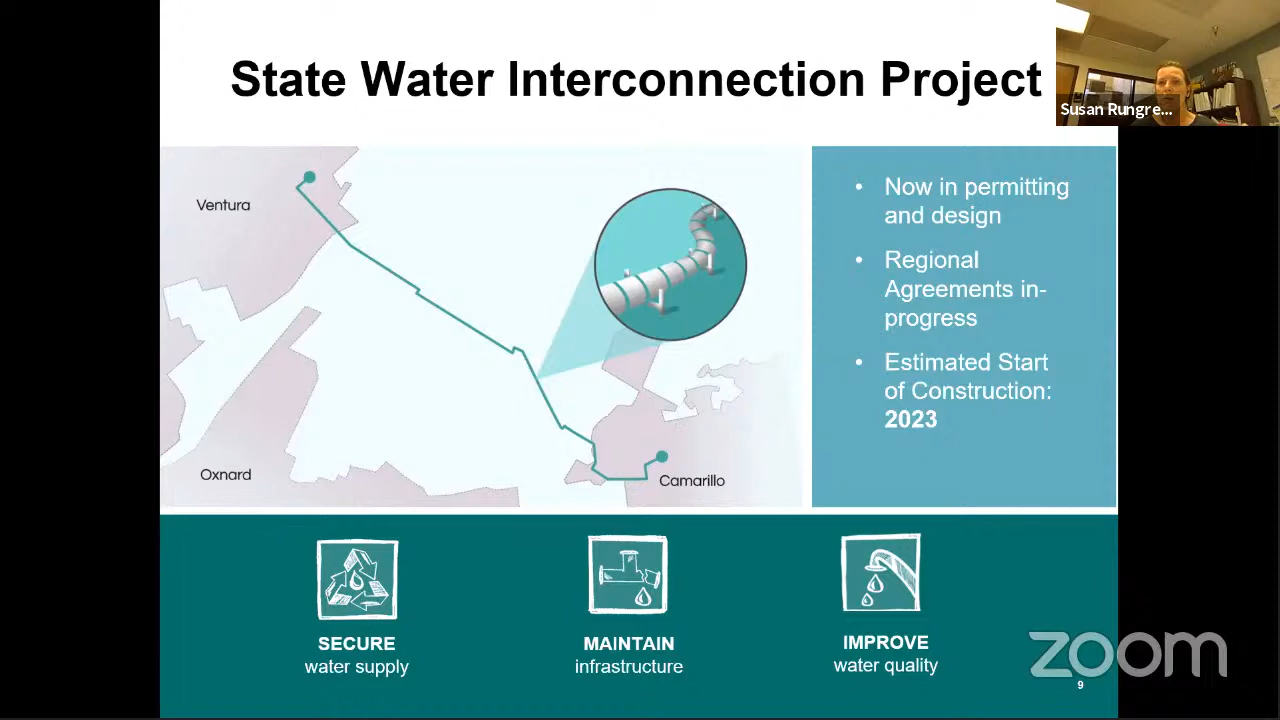 State Water Interconnection Project
Susan Rungre...
Ventura
Oxnard
Camarillo
• Now in permitting
and design
• Regional
Agreements in-
progress
• Estimated Start
of Construction:
2023
SECURE
water supply
MAINTAIN
infrastructure
IMPROVE
water quality
zoom
9